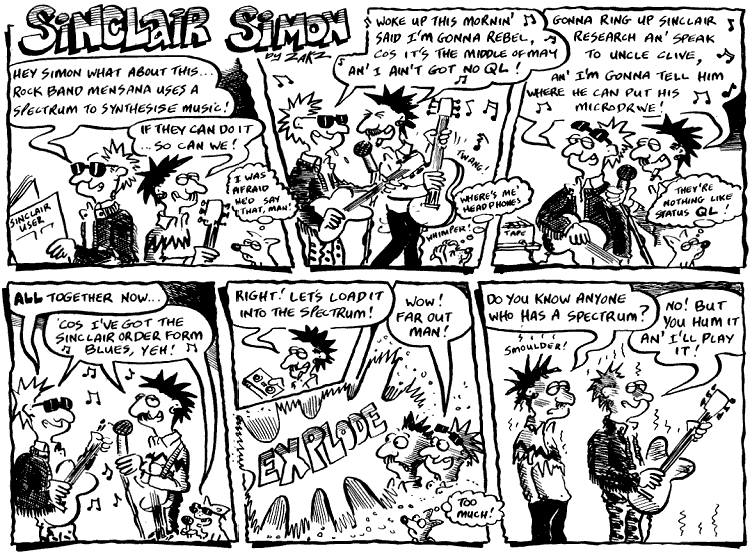 SINCLAIR SIMON
by ZARZ
HEY SIMON WHAT ABOUT THIS...
ROCK BAND MENSANA USES A
SPECTRUM TO SYNTHESISE MUSIC!
IF THEY CAN DO IT
...SO CAN WE!
I WAS
AFRAID
HE'D SAY
THAT, MAN!
SINCLAIR
USER
WOKE UP THIS MORNIN'
SAID I'M GONNA REBEL,
COS IT'S THE MIDDLE OF MAY
AN' I AIN'T GOT NO QL!
TWANG!
WHERE'S ME
HEADPHONES
WHIMPER!
GONNA RING UP SINCLAIR
RESEARCH AN' SPEAK
TO UNCLE CLIVE,
AN' I'M GONNA TELL HIM
WHERE HE CAN PUT HIS
MICRODRIVE!
THEY'RE
NOTHING LIKE
STATUS QL!
TAPE
ALL TOGETHER NOW...
'COS I'VE GOT THE
SINCLAIR ORDER FORM
BLUES, YEH!
RIGHT! LET'S LOAD IT
INTO THE SPECTRUM!
WOW!
FAR OUT
MAN!
EXPLODE
TOO
MUCH!
DO YOU KNOW ANYONE
WHO HAS A SPECTRUM?
SMOULDER!
NO! BUT
YOU HUM IT
AN' I'LL PLAY
IT!